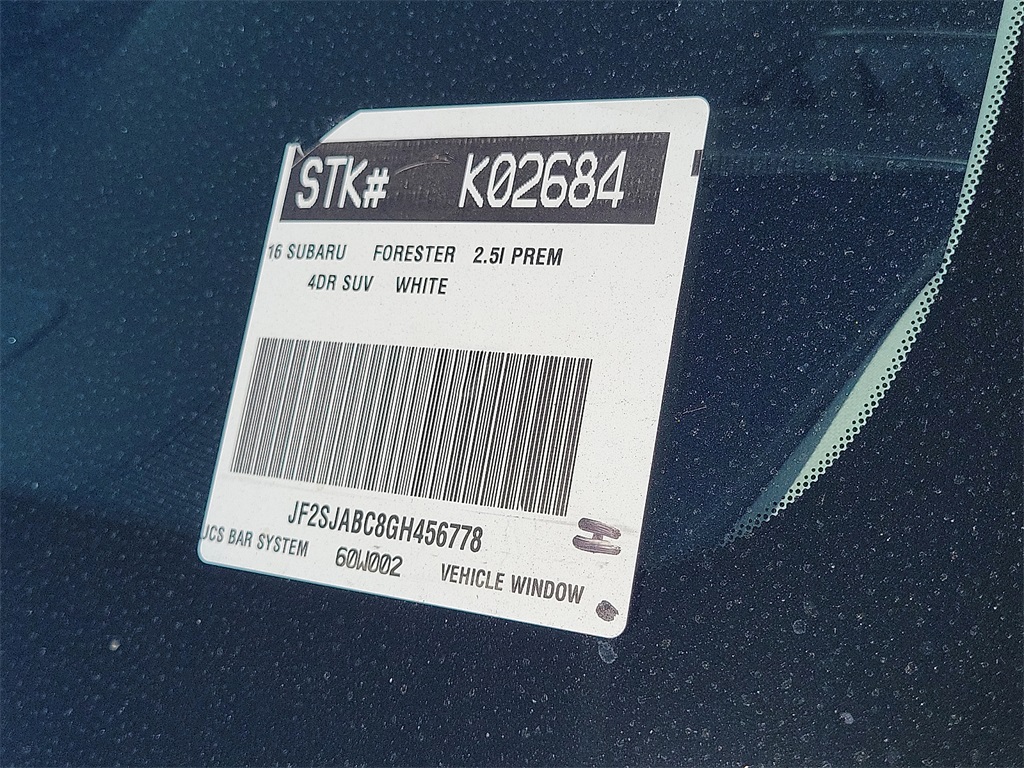 STK# K02684
16 SUBARU FORESTER 2.5I PREM
4DR SUV WHITE
JF2SJABC8GH456778
UCS BAR SYSTEM 60W002 VEHICLE WINDOW